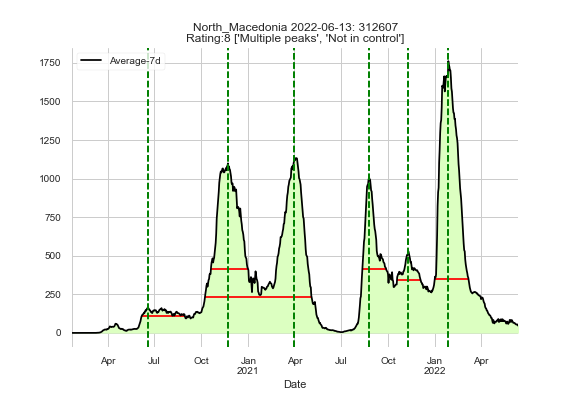 North_Macedonia 2022-06-13: 312607
Rating:8 ['Multiple peaks', 'Not in control']
Average-7d
1750
1500
1250
1000
750
500
250
0
Apr Jul Oct Jan Apr Jul Oct Jan Apr
2021 2022
Date